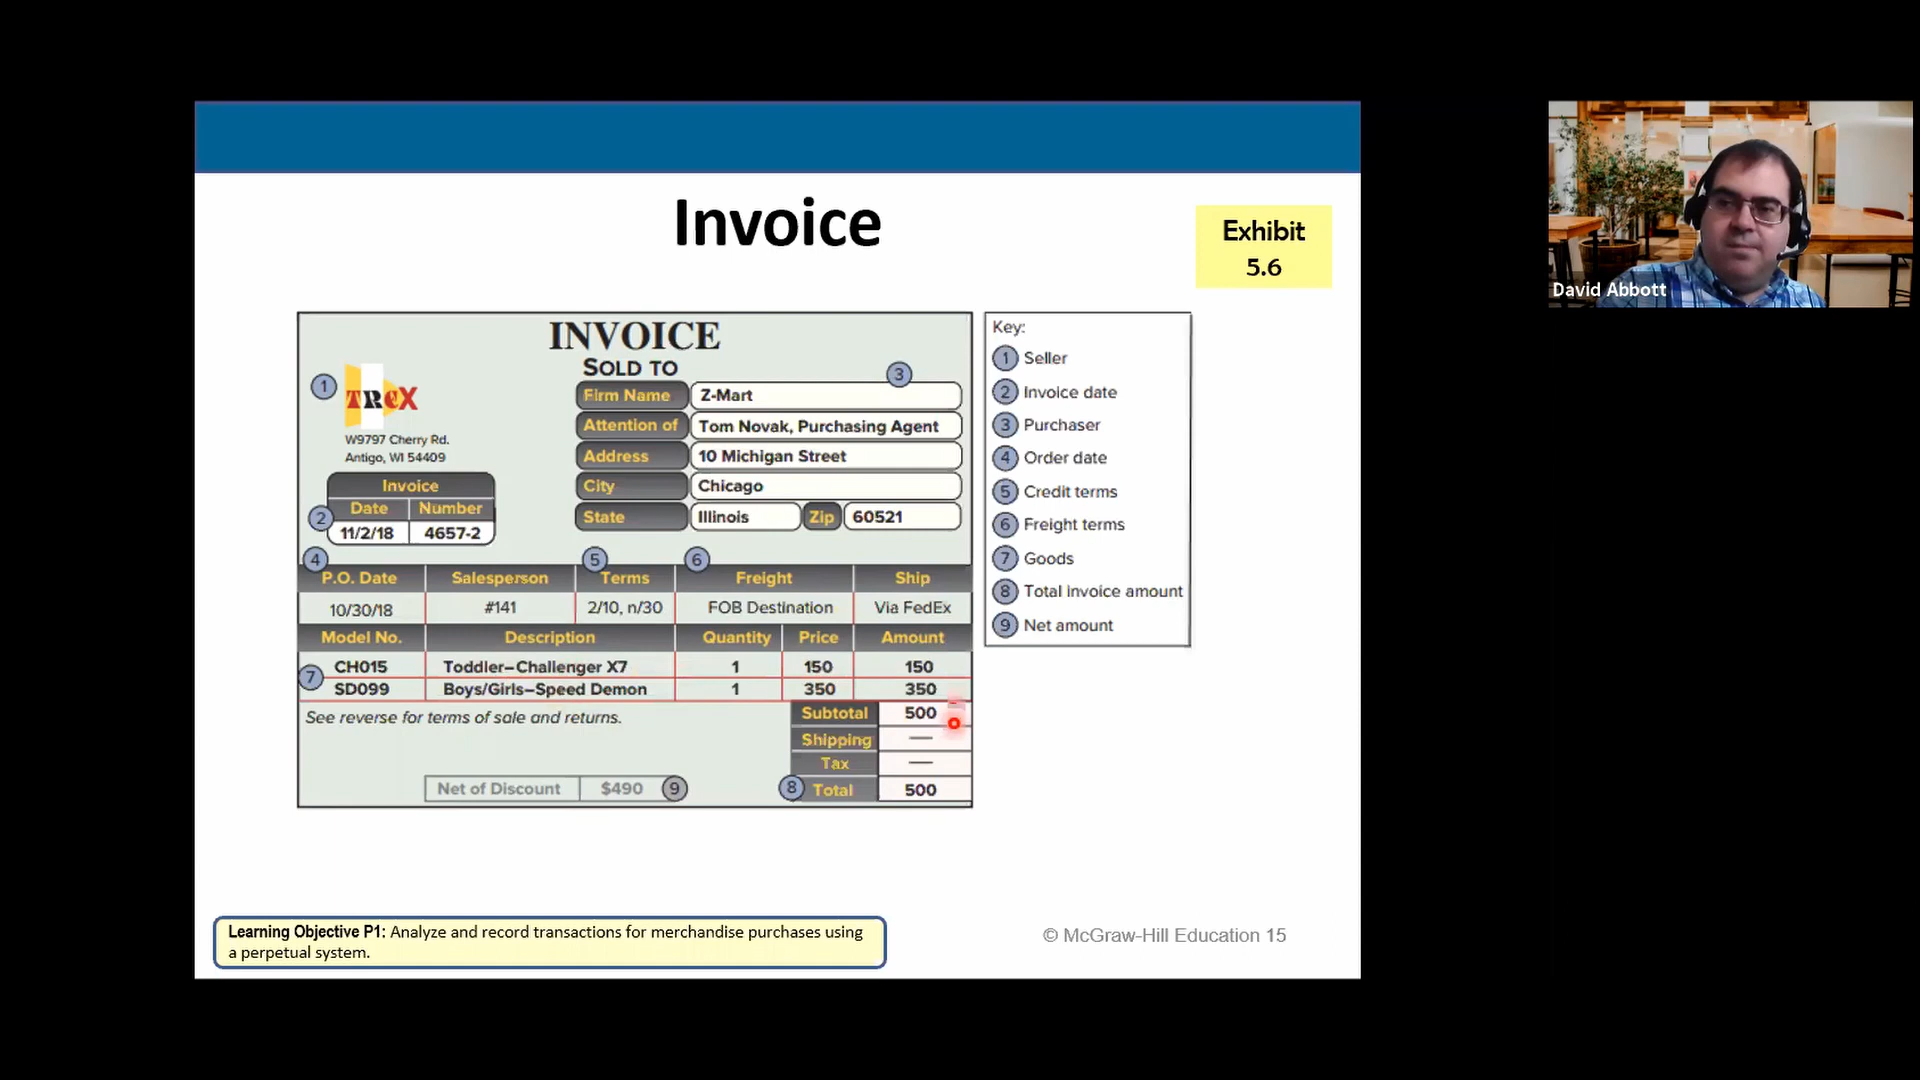 Invoice
Exhibit
5.6
David Abbott
INVOICE
SOLD TO
1
TREX
W9797 Cherry Rd.
Antigo, WI 54409
3
Firm Name Z-Mart
Attention of Tom Novak, Purchasing Agent
Address 10 Michigan Street
City Chicago
State Illinois Zip 60521
Invoice
Date Number
2 11/2/18 4657-2
4 5 6
P.O. Date Salesperson Terms Freight Ship
10/30/18 #141 2/10, n/30 FOB Destination Via FedEx
Model No. Description Quantity Price Amount
CH015 Toddler–Challenger X7 1 150 150
7
SD099 Boys/Girls–Speed Demon 1 350 350
See reverse for terms of sale and returns.
Subtotal 500
Shipping —
Tax —
Net of Discount $490 9
8 Total 500
Key:
1 Seller
2 Invoice date
3 Purchaser
4 Order date
5 Credit terms
6 Freight terms
7 Goods
8 Total invoice amount
9 Net amount
Learning Objective P1: Analyze and record transactions for merchandise purchases using
a perpetual system.
© McGraw-Hill Education 15